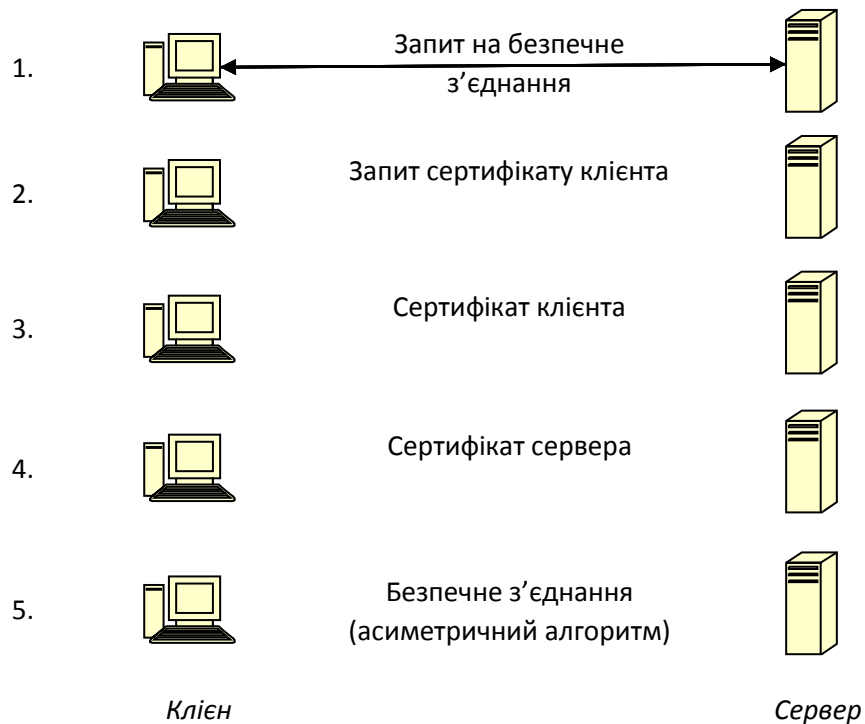 1.
Запит на безпечне
з’єднання
2.
Запит сертифікату клієнта
3.
Сертифікат клієнта
4.
Сертифікат сервера
5.
Безпечне з’єднання
(асиметричний алгоритм)
Клієн
Сервер